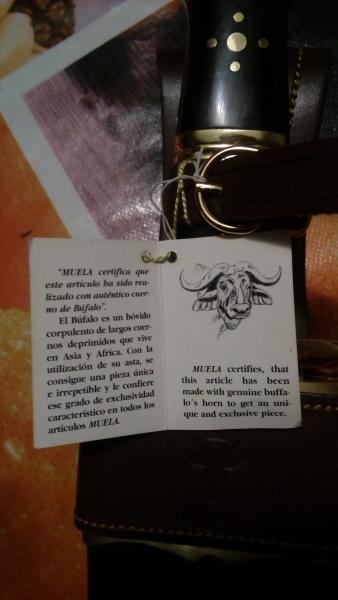 "MUELA certifica que
este artículo ha sido rea-
lizado con auténtico cuer-
no de Búfalo".
El Búfalo es un bóvido
corpulento de largos cuer-
nos deprimidos que vive
en Asia y Africa. Con la
utilización de su asta, se
consigue una pieza única
e irrepetible y le confiere
ese grado de exclusividad
característico en todos los
artículos MUELA.
MUELA certifies, that
this article has been
made with genuine buffa-
lo´s horn to get an uni-
que and exclusive piece.